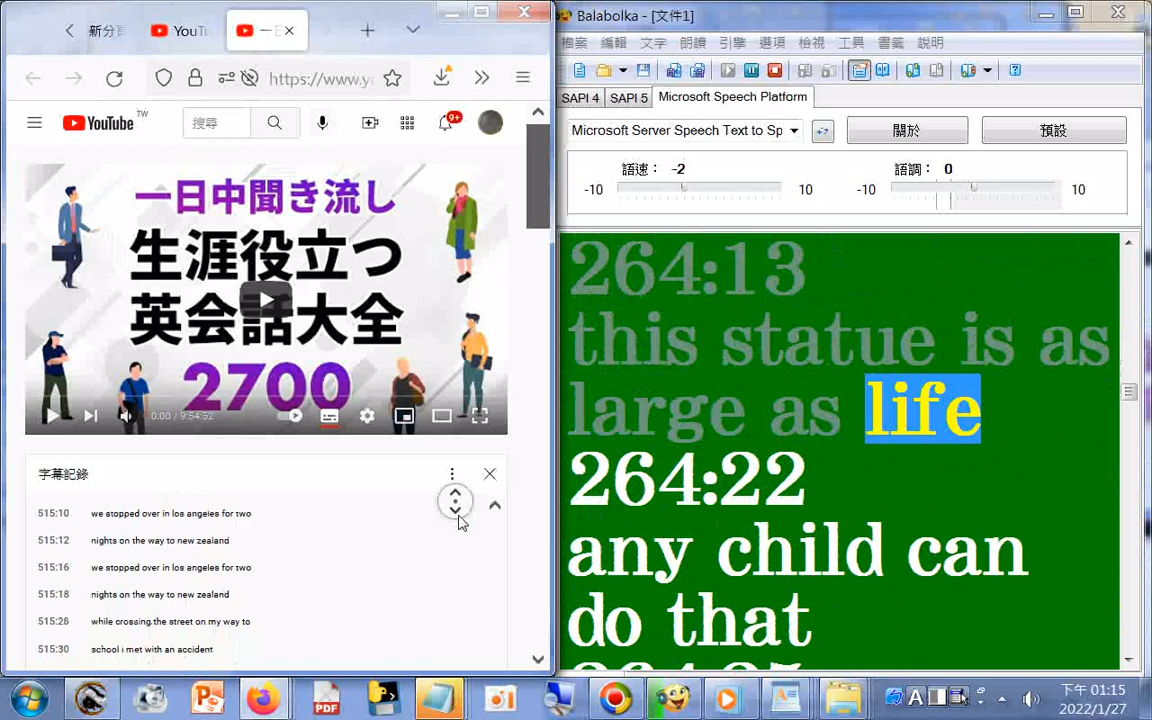 新分
YouTu
一日
https://www.y
YouTube TW
搜尋
9+
一日中聞き流し
生涯役立つ
英会話大全
2700
0:00 / 9:54:52
字幕記錄
515:10 we stopped over in los angeles for two
515:12 nights on the way to new zealand
515:16 we stopped over in los angeles for two
515:18 nights on the way to new zealand
515:26 while crossing the street on my way to
515:30 school i met with an accident
Balabolka - [文件1]
檔案 編輯 文字 朗讀 引擎 選項 檢視 工具 書籤 說明
SAPI 4 SAPI 5 Microsoft Speech Platform
Microsoft Server Speech Text to Sp
關於
預設
語速： -2
語調： 0
-10 10
-10 10
264:13
this statue is as
large as life
264:22
any child can
do that
PDF
A
下午 01:15
2022/1/27